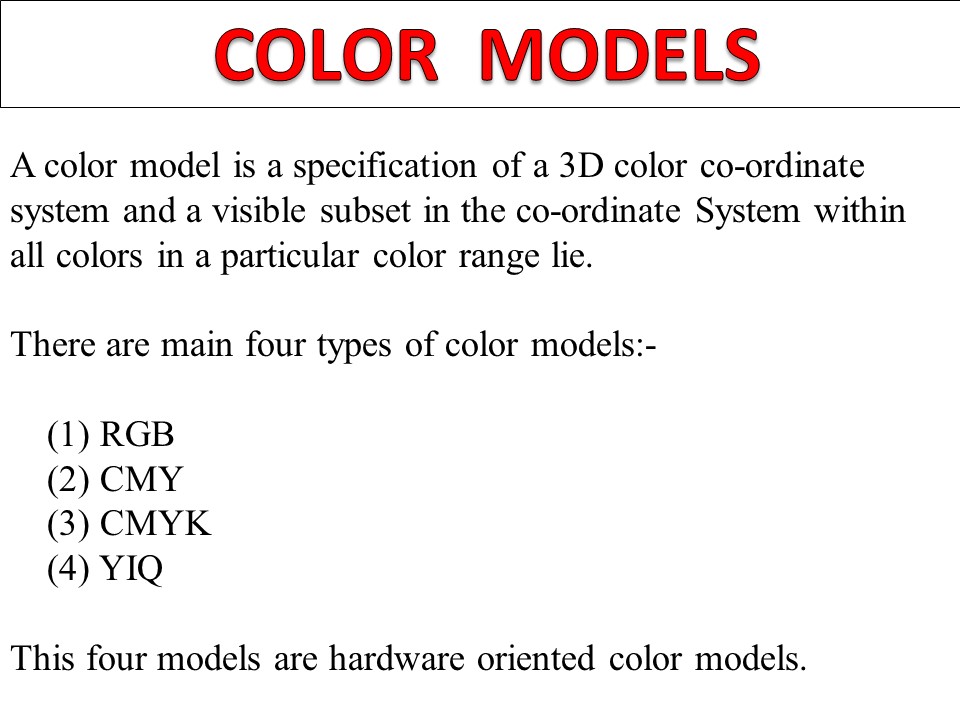 COLOR MODELS
A color model is a specification of a 3D color co-ordinate
system and a visible subset in the co-ordinate System within
all colors in a particular color range lie.
There are main four types of color models:-
(1) RGB
(2) CMY
(3) CMYK
(4) YIQ
This four models are hardware oriented color models.